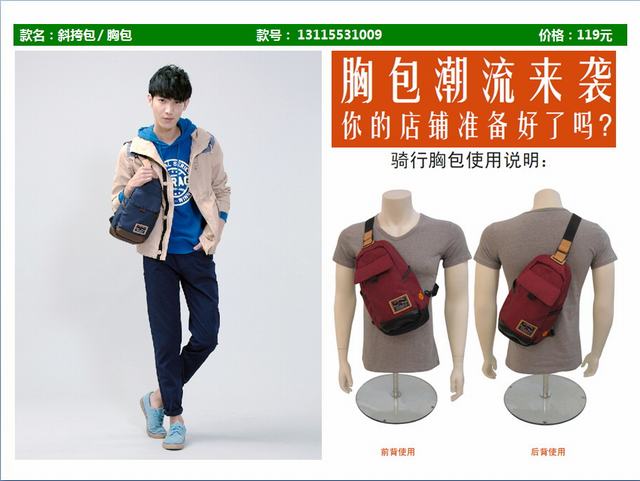 款名：斜挎包 / 胸包 款号： 13115531009 价格：119元
胸包潮流来袭
你的店铺准备好了吗?
骑行胸包使用说明:
前背使用
后背使用